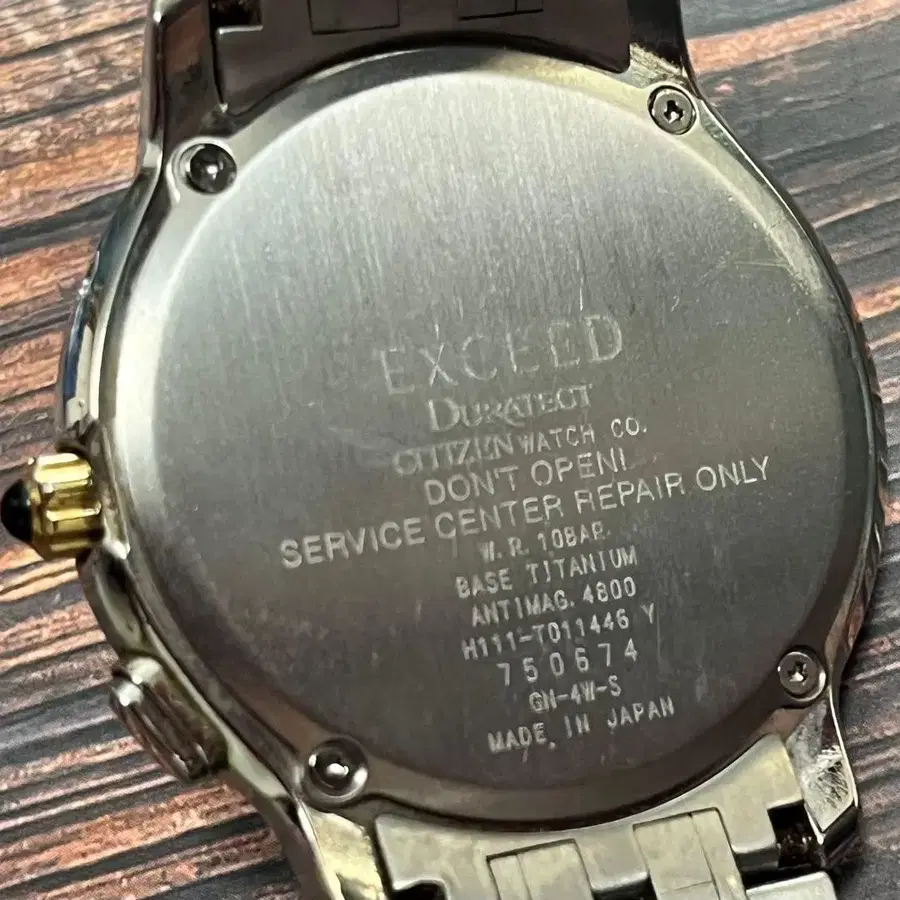 EXCEED
DURATECT
CITIZEN WATCH CO.
DON'T OPEN!
SERVICE CENTER REPAIR ONLY
W.R. 10BAR
BASE TITANIUM
ANTIMAG. 4800
H111-T011446 Y
750674
GN-4W-S
MADE IN JAPAN